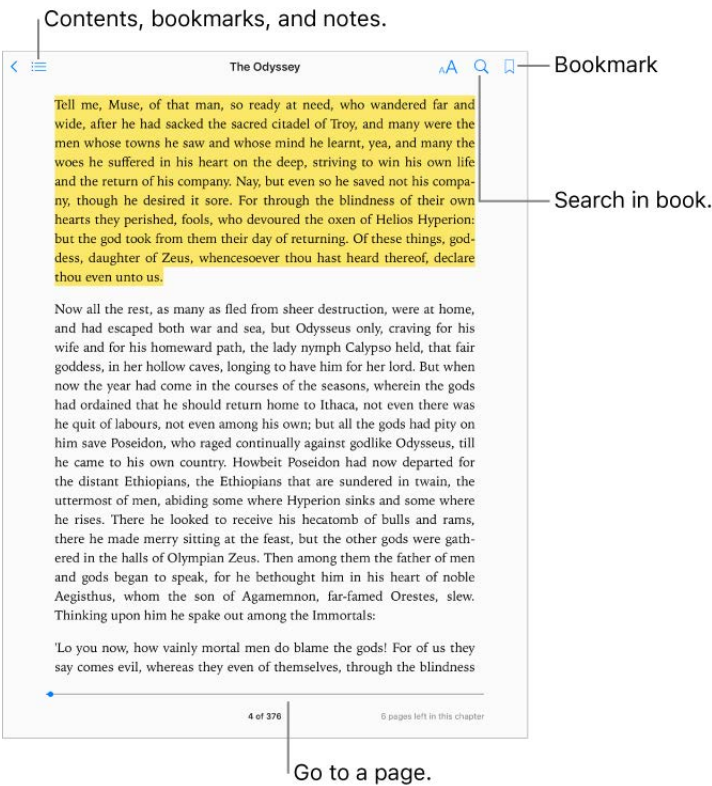 Contents, bookmarks, and notes.
The Odyssey
AA
Bookmark
Tell me, Muse, of that man, so ready at need, who wandered far and
wide, after he had sacked the sacred citadel of Troy, and many were the
men whose towns he saw and whose mind he learnt, yea, and many the
woes he suffered in his heart on the deep, striving to win his own life
and the return of his company. Nay, but even so he saved not his compa-
ny, though he desired it sore. For through the blindness of their own
Search in book.
hearts they perished, fools, who devoured the oxen of Helios Hyperion:
but the god took from them their day of returning. Of these things, god-
dess, daughter of Zeus, whencesoever thou hast heard thereof, declare
thou even unto us.
Now all the rest, as many as fled from sheer destruction, were at home,
and had escaped both war and sea, but Odysseus only, craving for his
wife and for his homeward path, the lady nymph Calypso held, that fair
goddess, in her hollow caves, longing to have him for her lord. But when
now the year had come in the courses of the seasons, wherein the gods
had ordained that he should return home to Ithaca, not even there was
he quit of labours, not even among his own; but all the gods had pity on
him save Poseidon, who raged continually against godlike Odysseus, till
he came to his own country. Howbeit Poseidon had now departed for
the distant Ethiopians, the Ethiopians that are sundered in twain, the
uttermost of men, abiding some where Hyperion sinks and some where
he rises. There he looked to receive his hecatomb of bulls and rams,
there he made merry sitting at the feast, but the other gods were gath-
ered in the halls of Olympian Zeus. Then among them the father of men
and gods began to speak, for he bethought him in his heart of noble
Aegisthus, whom the son of Agamemnon, far-famed Orestes, slew.
Thinking upon him he spake out among the Immortals:
'Lo you now, how vainly mortal men do blame the gods! For of us they
say comes evil, whereas they even of themselves, through the blindness
4 of 376
6 pages left in this chapter
Go to a page.